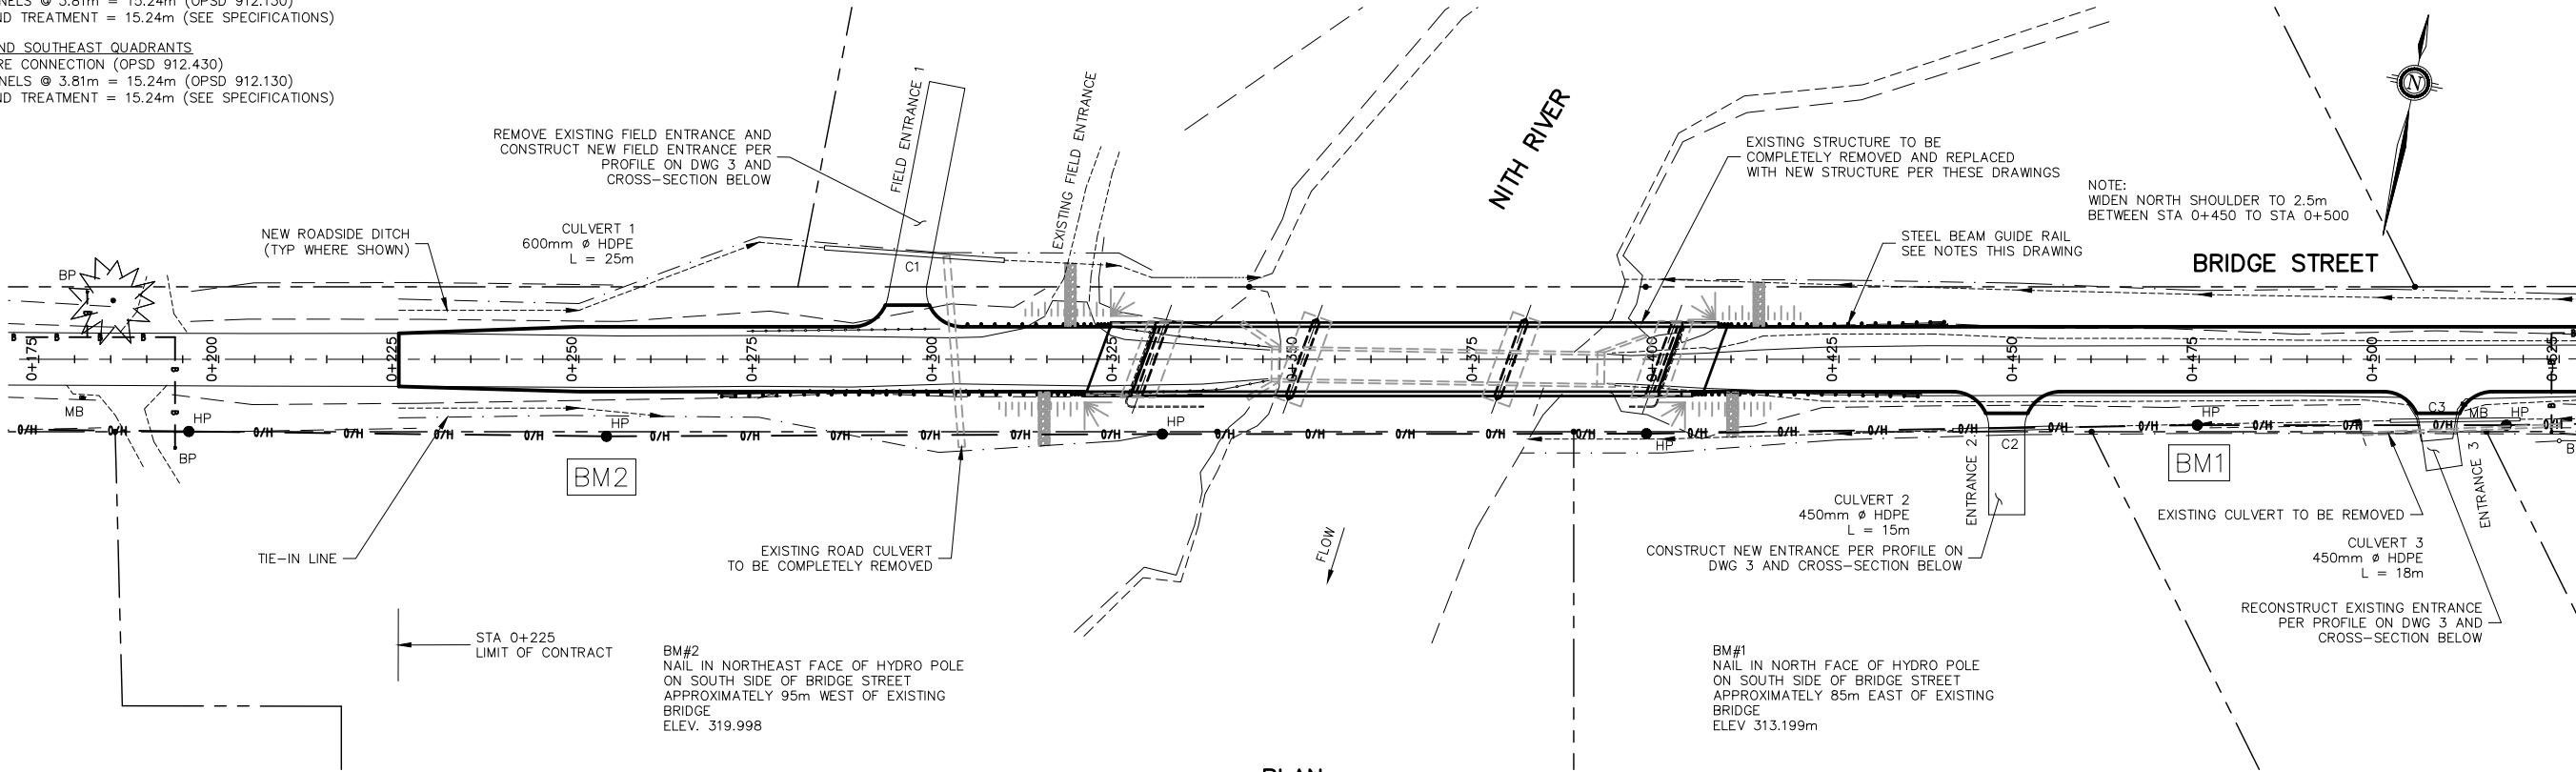 ND TREATMENT = 15.24m (SEE SPECIFICATIONS)
ND SOUTHEAST QUADRANTS
RE CONNECTION (OPSD 912.430)
NELS @ 3.81m = 15.24m (OPSD 912.130)
ND TREATMENT = 15.24m (SEE SPECIFICATIONS)
REMOVE EXISTING FIELD ENTRANCE AND
CONSTRUCT NEW FIELD ENTRANCE PER
PROFILE ON DWG 3 AND
CROSS-SECTION BELOW
FIELD ENTRANCE 1
EXISTING FIELD ENTRANCE
NITH RIVER
EXISTING STRUCTURE TO BE
COMPLETELY REMOVED AND REPLACED
WITH NEW STRUCTURE PER THESE DRAWINGS
N
NOTE:
WIDEN NORTH SHOULDER TO 2.5m
BETWEEN STA 0+450 TO STA 0+500
NEW ROADSIDE DITCH
(TYP WHERE SHOWN)
CULVERT 1
600mm ø HDPE
L = 25m
C1
STEEL BEAM GUIDE RAIL
SEE NOTES THIS DRAWING
BRIDGE STREET
BP
B B B B
B
0+175
0+200
0+225
0+250
0+275
0+300
0+325
0+350
0+375
0+400
0+425
0+450
0+475
0+500
0+525
B
B
MB
HP
HP
HP
HP
HP
C3
MB
HP
O/H O/H O/H O/H O/H O/H O/H O/H O/H O/H O/H O/H O/H O/H O/H O/H O/H O/H O/H O/H O/H O/H O/H O/H O/H O/H O/H O/H O/H
BP
BM2
C2
ENTRANCE 2
BM1
ENTRANCE 3
B
TIE-IN LINE
EXISTING ROAD CULVERT
TO BE COMPLETELY REMOVED
FLOW
CULVERT 2
450mm ø HDPE
L = 15m
CONSTRUCT NEW ENTRANCE PER PROFILE ON
DWG 3 AND CROSS-SECTION BELOW
EXISTING CULVERT TO BE REMOVED
CULVERT 3
450mm ø HDPE
L = 18m
RECONSTRUCT EXISTING ENTRANCE
PER PROFILE ON DWG 3 AND
CROSS-SECTION BELOW
STA 0+225
LIMIT OF CONTRACT
BM#2
NAIL IN NORTHEAST FACE OF HYDRO POLE
ON SOUTH SIDE OF BRIDGE STREET
APPROXIMATELY 95m WEST OF EXISTING
BRIDGE
ELEV. 319.998
BM#1
NAIL IN NORTH FACE OF HYDRO POLE
ON SOUTH SIDE OF BRIDGE STREET
APPROXIMATELY 85m EAST OF EXISTING
BRIDGE
ELEV 313.199m